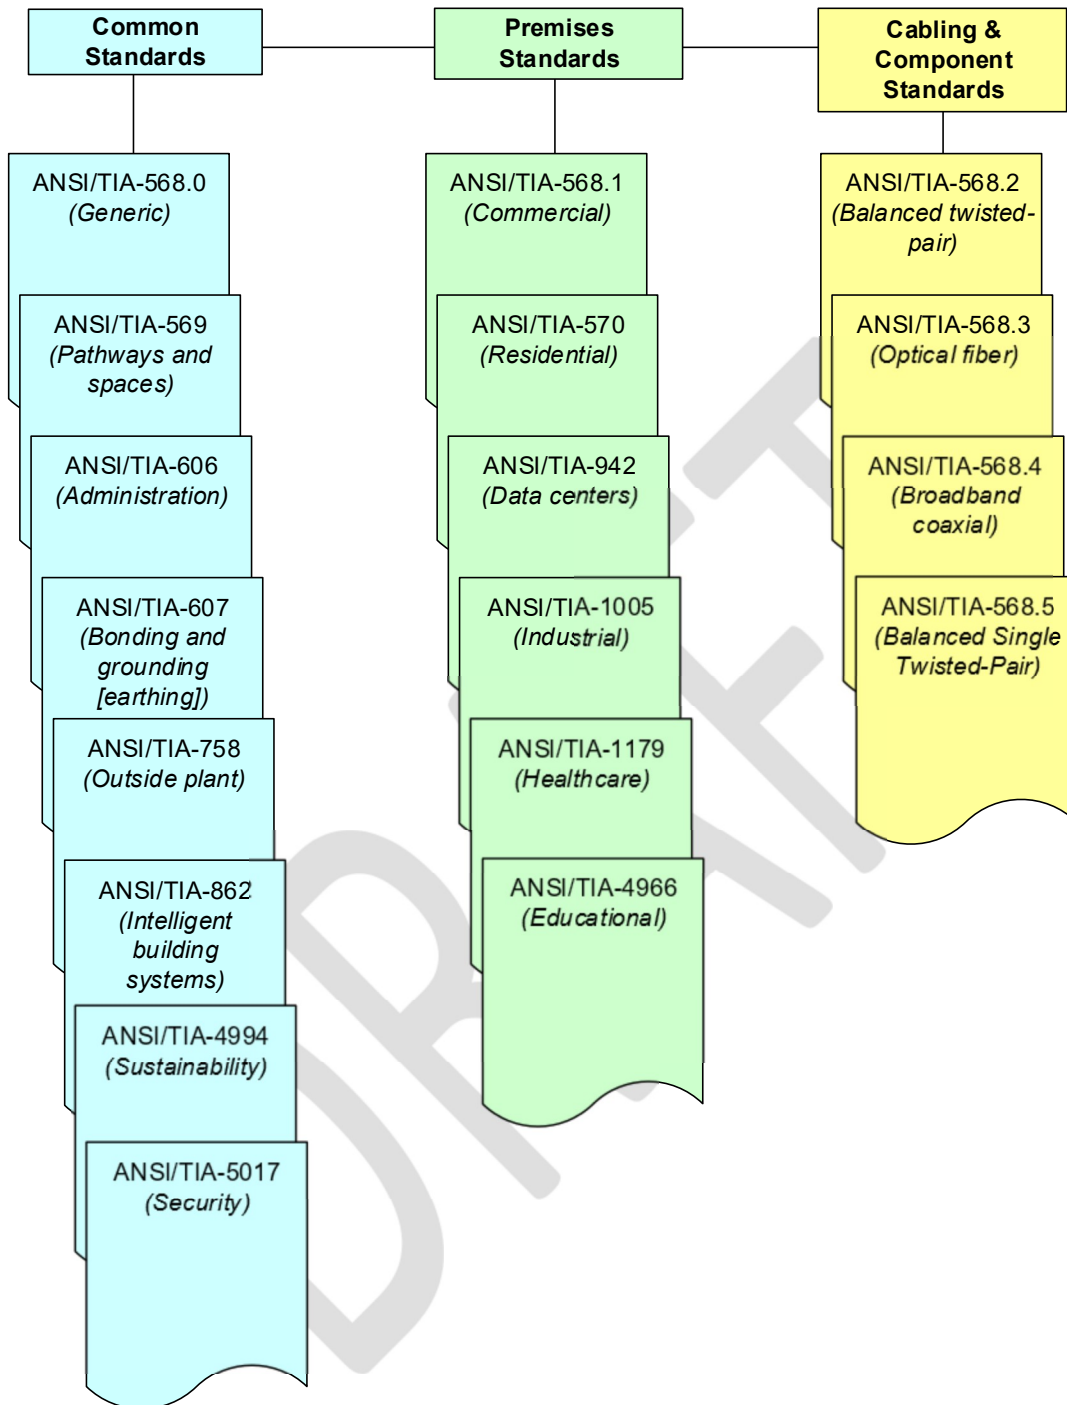 Common
Standards
Premises
Standards
Cabling &
Component
Standards
ANSI/TIA-568.0
(Generic)
ANSI/TIA-569
(Pathways and
spaces)
ANSI/TIA-606
(Administration)
ANSI/TIA-607
(Bonding and
grounding
[earthing])
ANSI/TIA-758
(Outside plant)
ANSI/TIA-862
(Intelligent
building
systems)
ANSI/TIA-4994
(Sustainability)
ANSI/TIA-5017
(Security)
ANSI/TIA-568.1
(Commercial)
ANSI/TIA-570
(Residential)
ANSI/TIA-942
(Data centers)
ANSI/TIA-1005
(Industrial)
ANSI/TIA-1179
(Healthcare)
ANSI/TIA-4966
(Educational)
ANSI/TIA-568.2
(Balanced twisted-
pair)
ANSI/TIA-568.3
(Optical fiber)
ANSI/TIA-568.4
(Broadband
coaxial)
ANSI/TIA-568.5
(Balanced Single
Twisted-Pair)
DRAFT